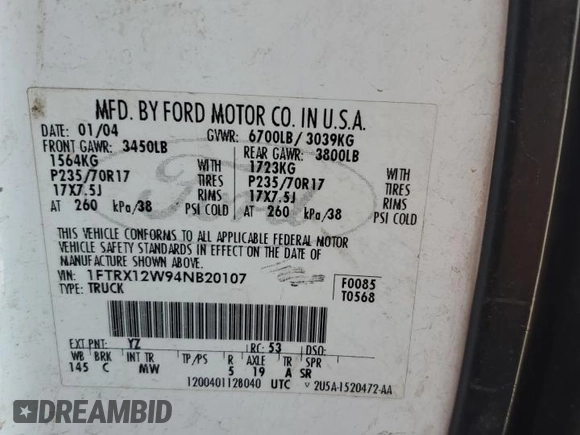 MFD. BY FORD MOTOR CO. IN U.S.A.
DATE: 01/04 GVWR: 6700LB/ 3039KG
FRONT GAWR: 3450LB REAR GAWR: 3800LB
1564KG WITH 1723KG WITH
P235/70R17 TIRES P235/70R17 TIRES
17X7.5J RIMS 17X7.5J RIMS
AT 260 kPa/38 PSI COLD AT 260 kPa/38 PSI COLD
Ford
THIS VEHICLE CONFORMS TO ALL APPLICABLE FEDERAL MOTOR
VEHICLE SAFETY STANDARDS IN EFFECT ON THE DATE OF
MANUFACTURE SHOWN ABOVE.
VIN: 1FTRX12W94NB20107 F0085
TYPE: TRUCK T0568
EXT PNT: YZ RC: 53 DSO:
WB BRK INT TR TP/PS R AXLE TR SPR
145 C MW 5 19 A SR
1200401128040 UTC 2U5A-1520472-AA
DREAMBID